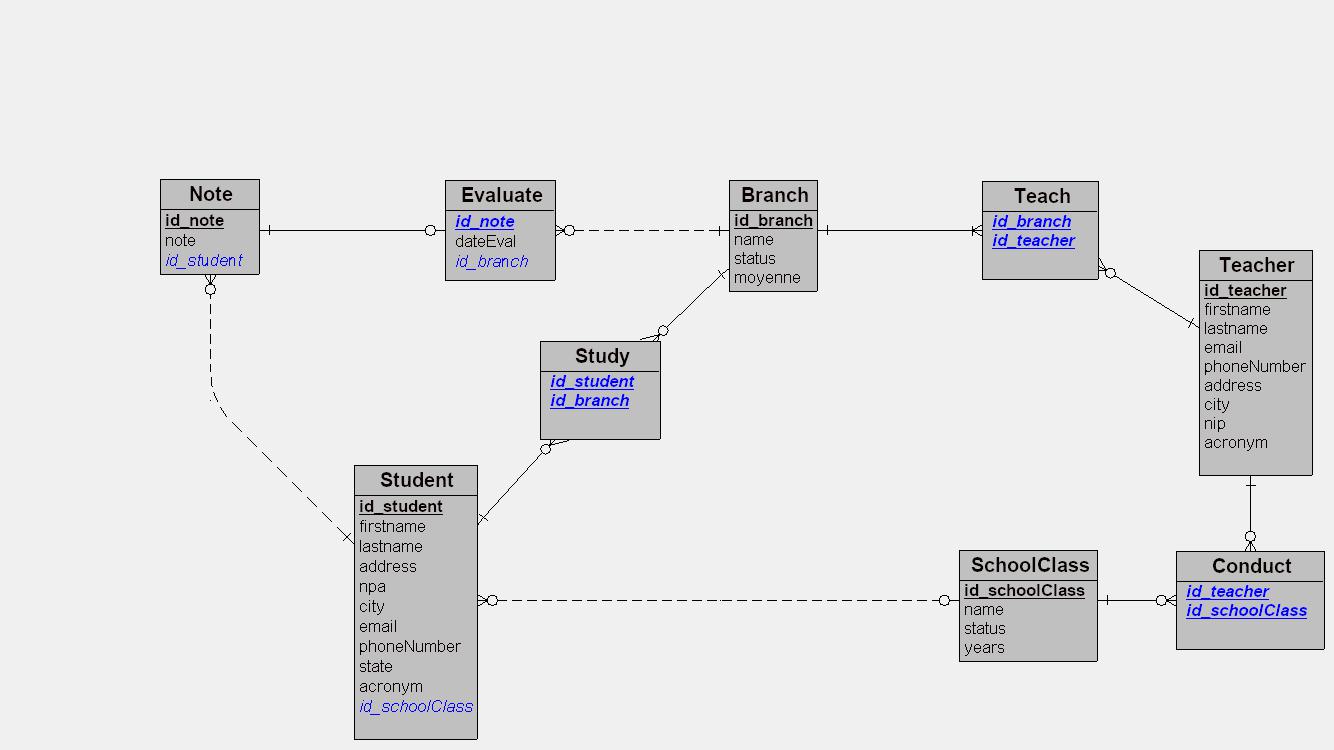 Note
id_note
note
id_student
Evaluate
id_note
dateEval
id_branch
Branch
id_branch
name
status
moyenne
Teach
id_branch
id_teacher
Teacher
id_teacher
firstname
lastname
email
phoneNumber
address
city
nip
acronym
Study
id_student
id_branch
Student
id_student
firstname
lastname
address
npa
city
email
phoneNumber
state
acronym
id_schoolClass
SchoolClass
id_schoolClass
name
status
years
Conduct
id_teacher
id_schoolClass